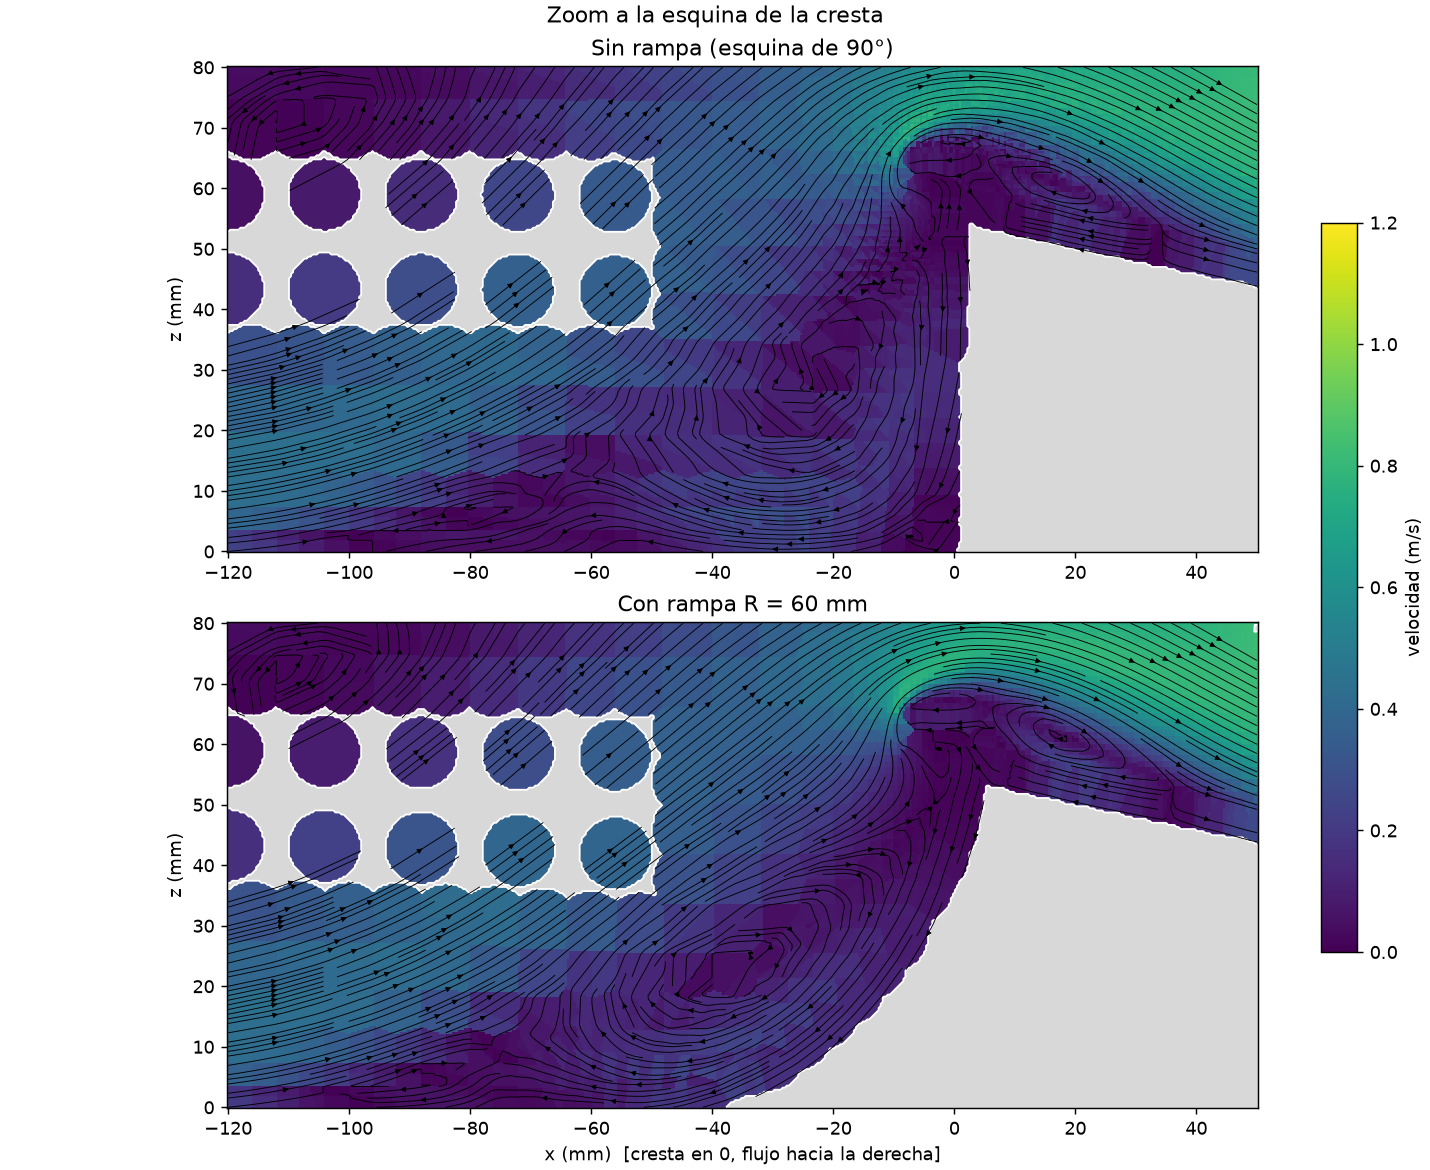 Zoom a la esquina de la cresta
Sin rampa (esquina de 90°)
80
70
60
50
40
30
20
10
0
z (mm)
−120 −100 −80 −60 −40 −20 0 20 40
Con rampa R = 60 mm
80
70
60
50
40
30
20
10
0
z (mm)
−120 −100 −80 −60 −40 −20 0 20 40
x (mm) [cresta en 0, flujo hacia la derecha]
1.2
1.0
0.8
0.6
0.4
0.2
0.0
velocidad (m/s)